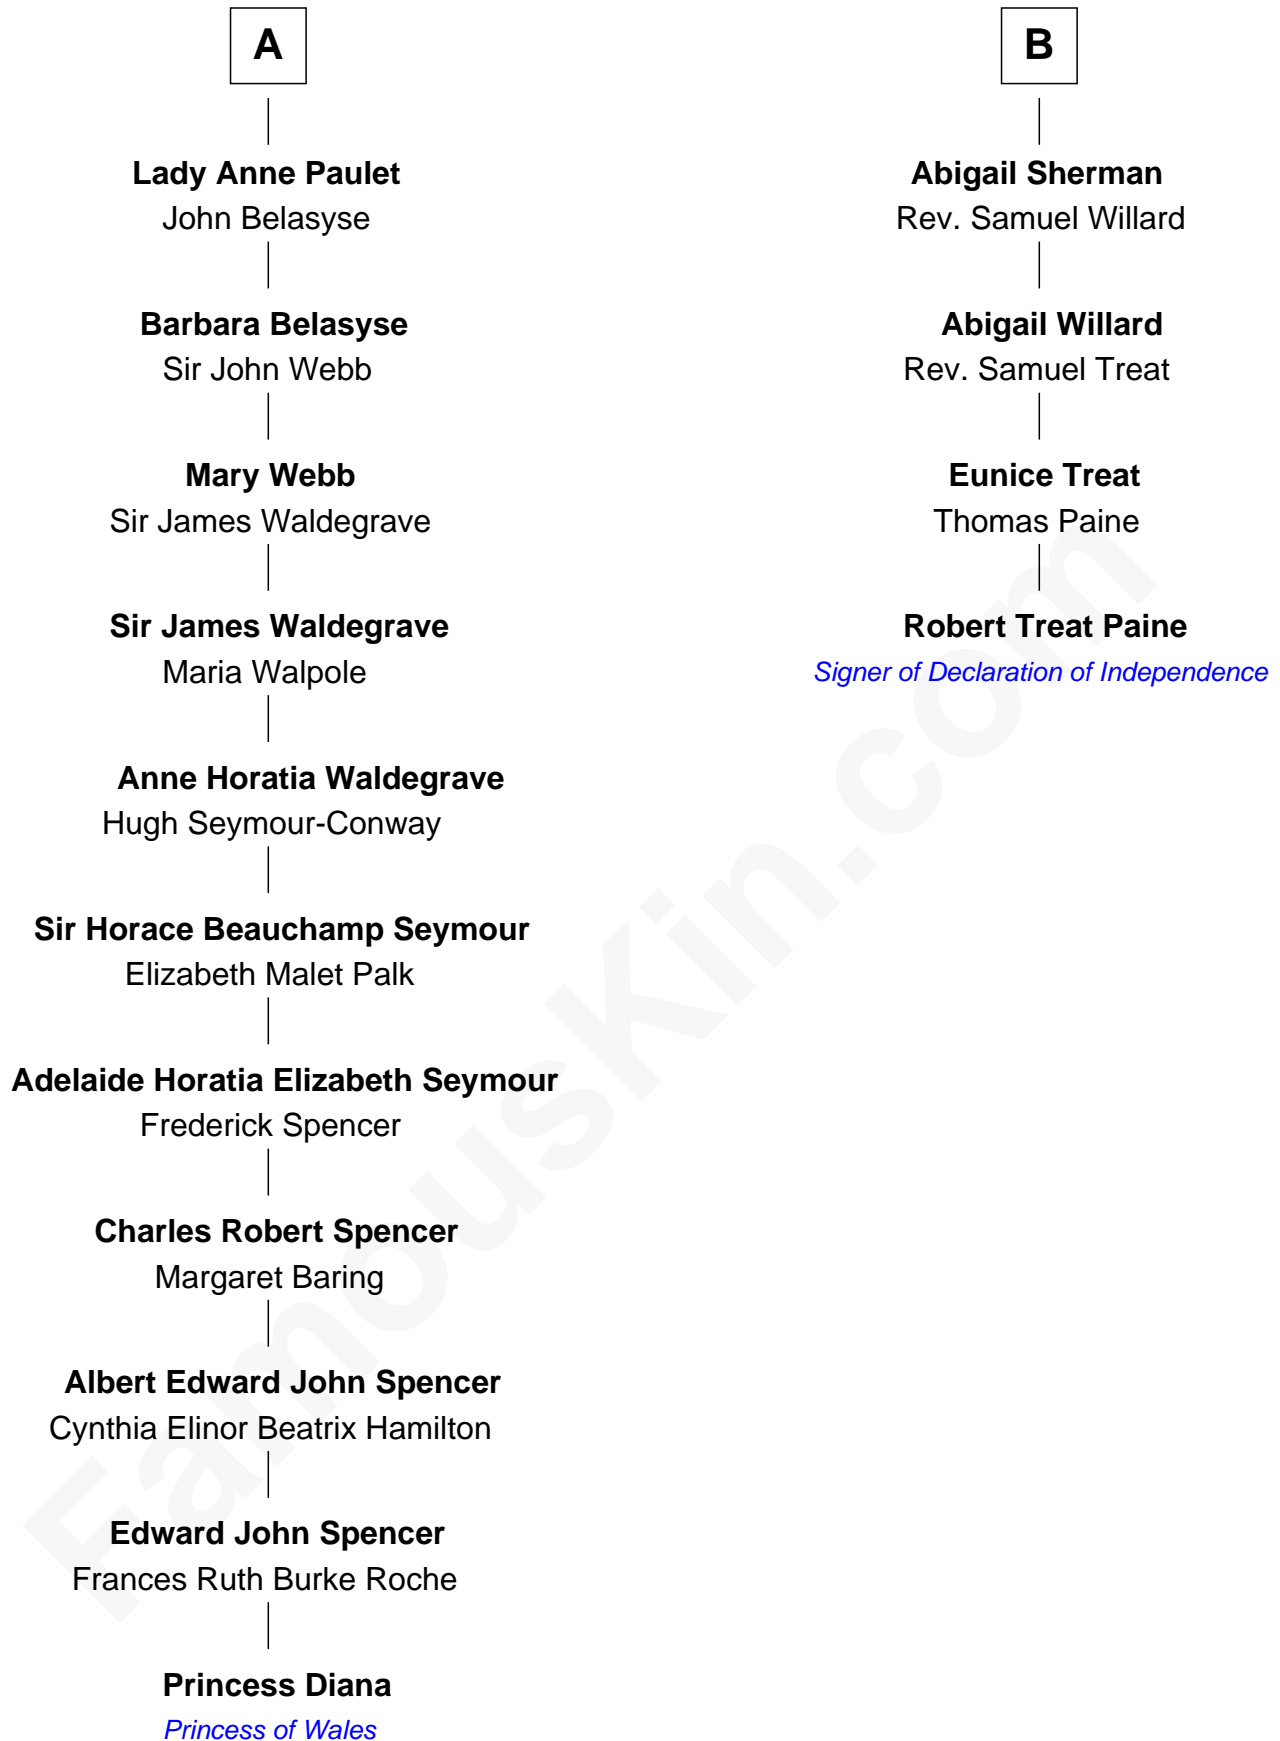 A
Lady Anne Paulet
John Belasyse
Barbara Belasyse
Sir John Webb
Mary Webb
Sir James Waldegrave
Sir James Waldegrave
Maria Walpole
Anne Horatia Waldegrave
Hugh Seymour-Conway
Sir Horace Beauchamp Seymour
Elizabeth Malet Palk
Adelaide Horatia Elizabeth Seymour
Frederick Spencer
Charles Robert Spencer
Margaret Baring
Albert Edward John Spencer
Cynthia Elinor Beatrix Hamilton
Edward John Spencer
Frances Ruth Burke Roche
Princess Diana
Princess of Wales
B
Abigail Sherman
Rev. Samuel Willard
Abigail Willard
Rev. Samuel Treat
Eunice Treat
Thomas Paine
Robert Treat Paine
Signer of Declaration of Independence
FamousKin.com